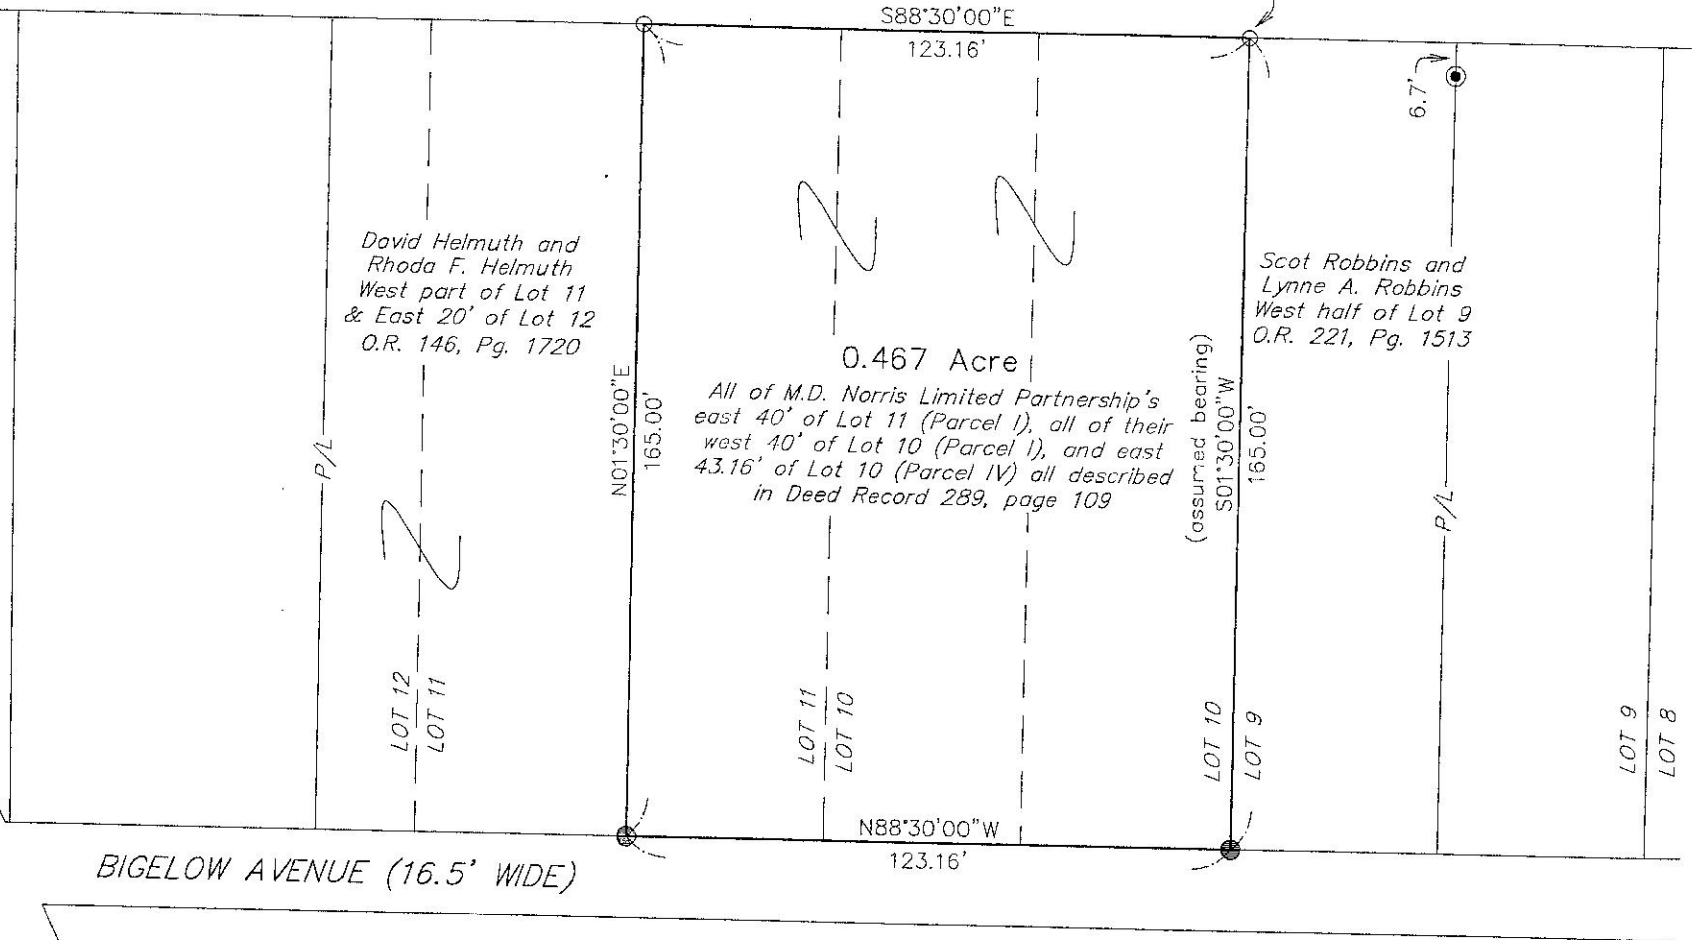 S88°30'00"E
123.16'
6.7'
David Helmuth and
Rhoda F. Helmuth
West part of Lot 11
& East 20' of Lot 12
O.R. 146, Pg. 1720
Scot Robbins and
Lynne A. Robbins
West half of Lot 9
O.R. 221, Pg. 1513
0.467 Acre
All of M.D. Norris Limited Partnership's
east 40' of Lot 11 (Parcel I), all of their
west 40' of Lot 10 (Parcel I), and east
43.16' of Lot 10 (Parcel IV) all described
in Deed Record 289, page 109
P/L
N01°30'00"E
165.00'
(assumed bearing)
S01°30'00"W
165.00'
P/L
LOT 12
LOT 11
LOT 11
LOT 10
LOT 10
LOT 9
LOT 9
LOT 8
N88°30'00"W
123.16'
BIGELOW AVENUE (16.5' WIDE)